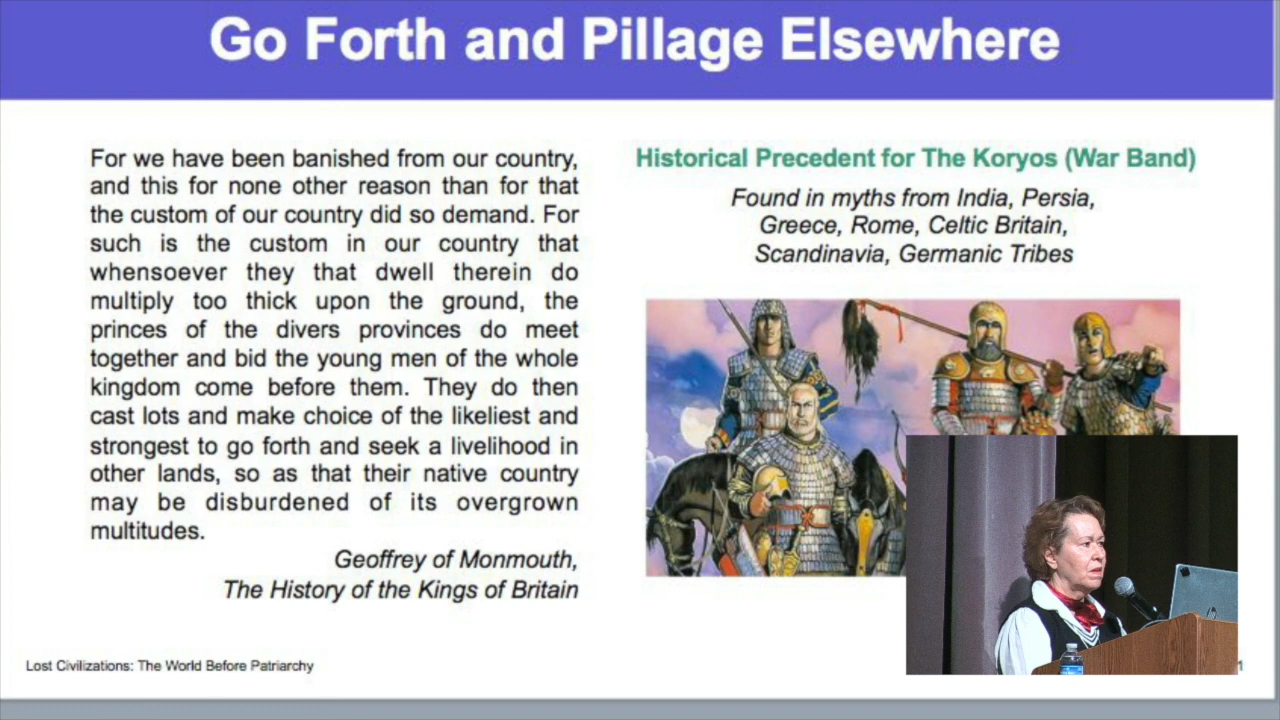 Go Forth and Pillage Elsewhere
For we have been banished from our country,
and this for none other reason than for that
the custom of our country did so demand. For
such is the custom in our country that
whensoever they that dwell therein do
multiply too thick upon the ground, the
princes of the divers provinces do meet
together and bid the young men of the whole
kingdom come before them. They do then
cast lots and make choice of the likeliest and
strongest to go forth and seek a livelihood in
other lands, so as that their native country
may be disburdened of its overgrown
multitudes.
Geoffrey of Monmouth,
The History of the Kings of Britain
Historical Precedent for The Koryos (War Band)
Found in myths from India, Persia,
Greece, Rome, Celtic Britain,
Scandinavia, Germanic Tribes
hp
Lost Civilizations: The World Before Patriarchy